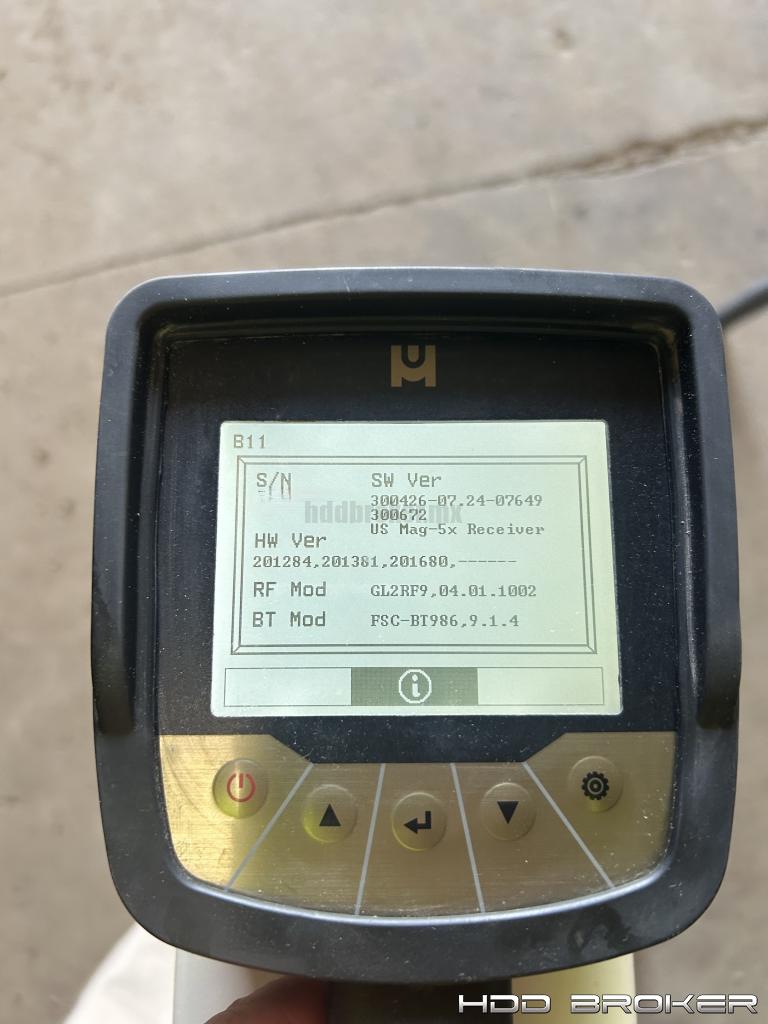 B11
S/N
SW Ver
300426-07.24-07649
300672
US Mag-5x Receiver
HW Ver
201284,201381,201680,------
RF Mod GL2RF9,04.01.1002
BT Mod FSC-BT986,9.1.4
HDD BROKER